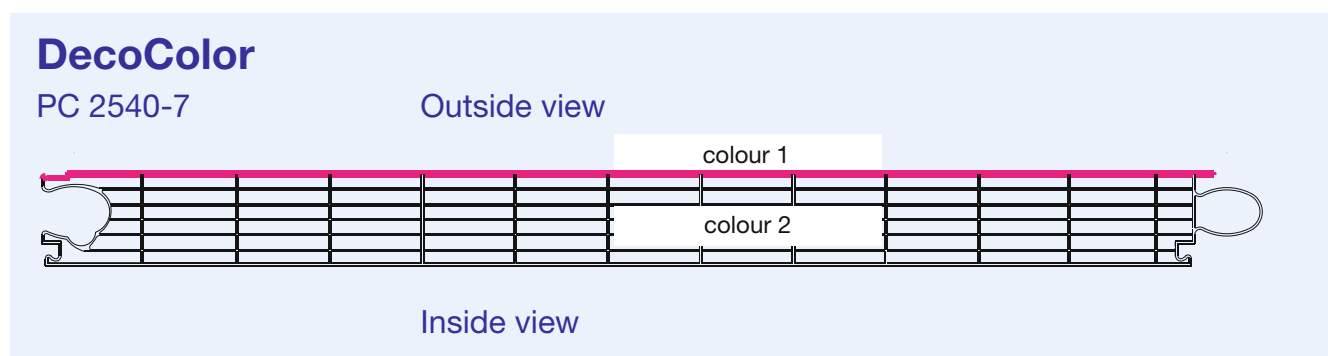 DecoColor
PC 2540-7
Outside view
colour 1
colour 2
Inside view